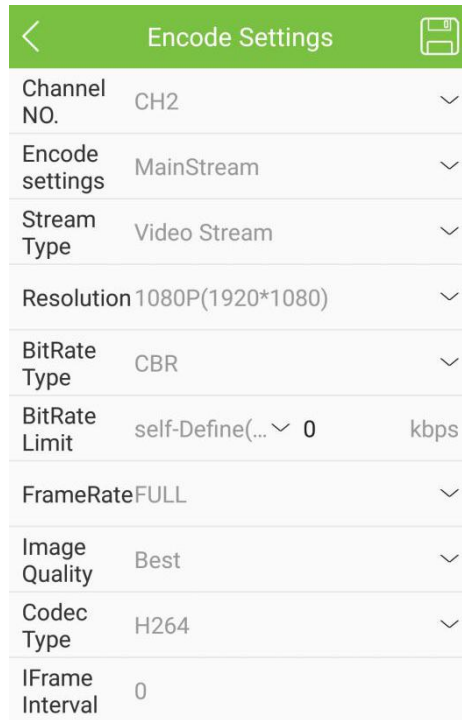 Encode Settings
Channel NO. CH2
Encode settings MainStream
Stream Type Video Stream
Resolution 1080P(1920*1080)
BitRate Type CBR
BitRate Limit self-Define(... 0 kbps
FrameRate FULL
Image Quality Best
Codec Type H264
IFrame Interval 0